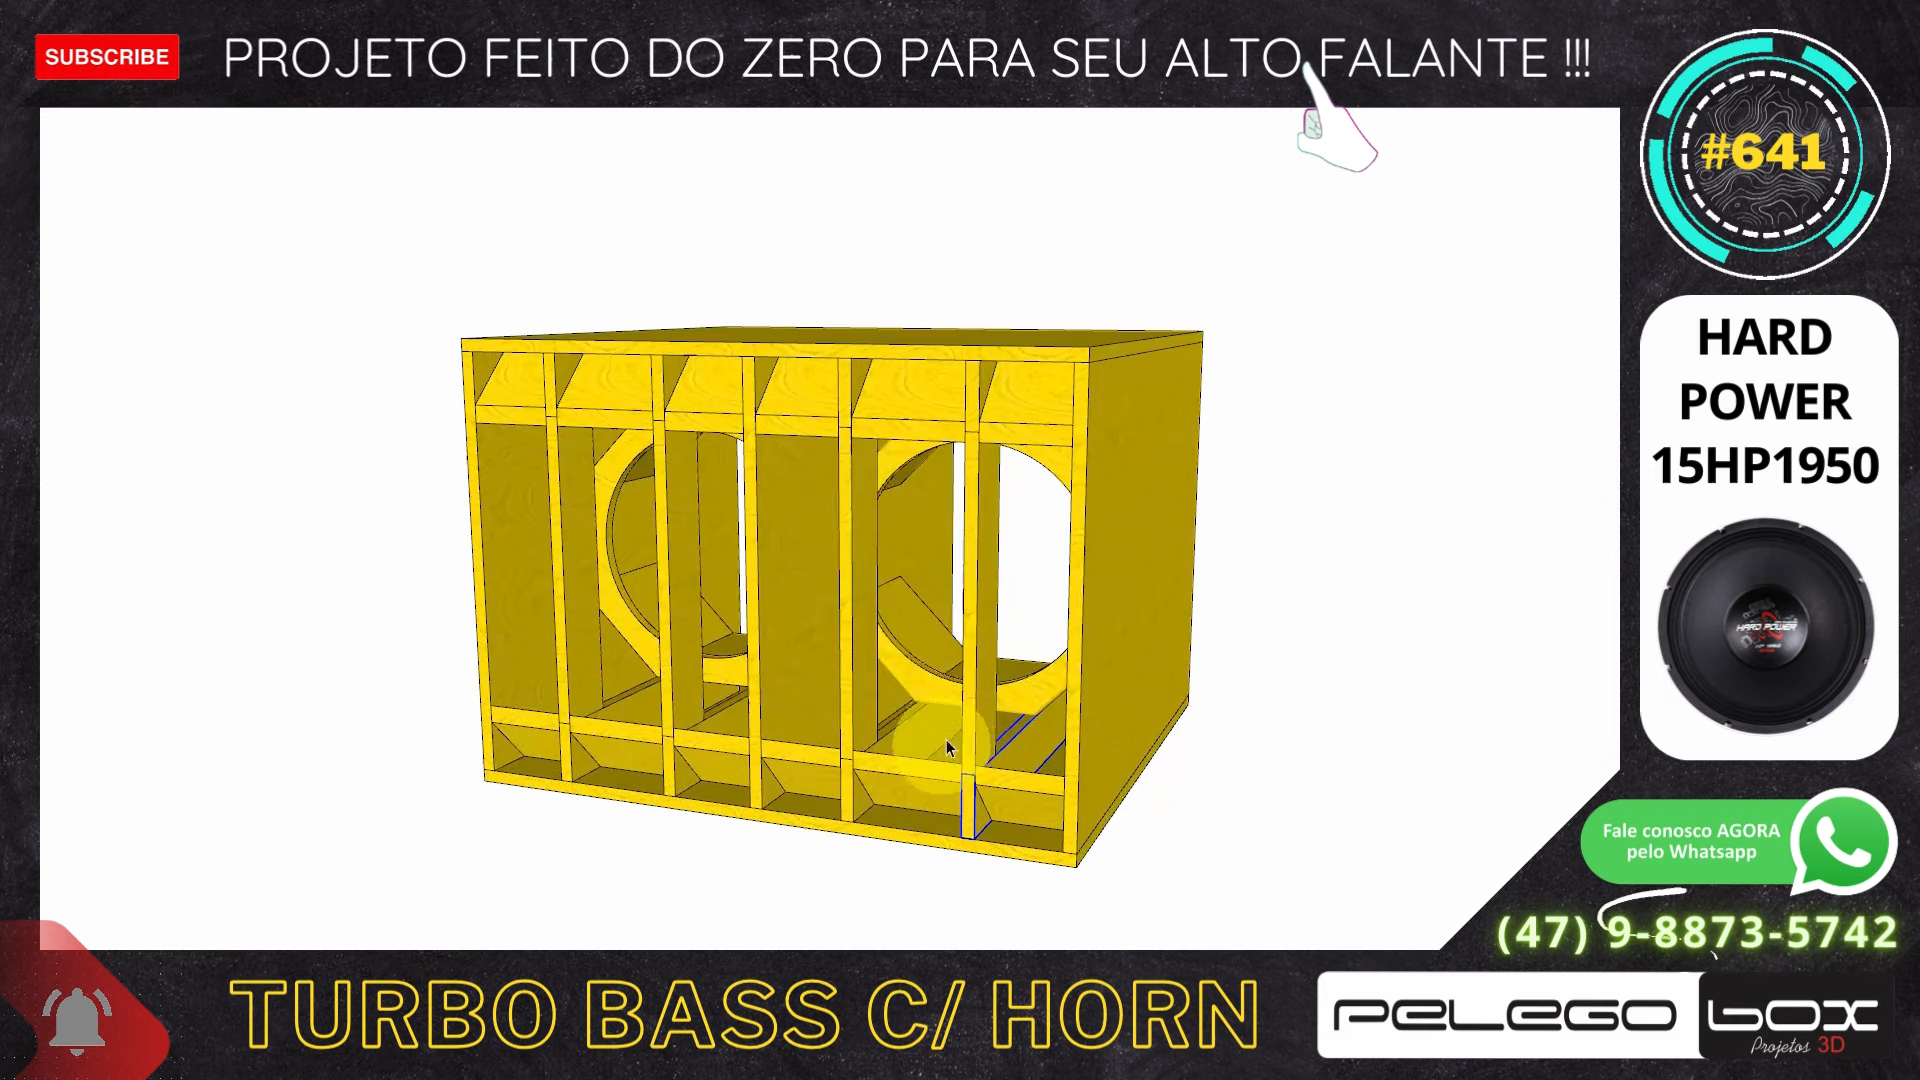 SUBSCRIBE
PROJETO FEITO DO ZERO PARA SEU ALTO FALANTE !!!
#641
HARD
POWER
15HP1950
HARD POWER
Fale conosco AGORA
pelo Whatsapp
(47) 9-8873-5742
TURBO BASS C/ HORN
PELEGO BOX
Projetos 3D